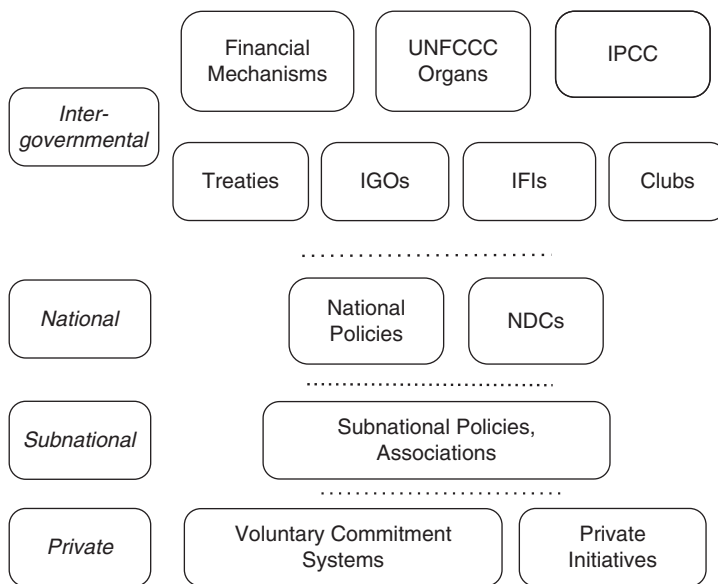 Financial
Mechanisms
UNFCCC
Organs
IPCC
Inter-
governmental
Treaties
IGOs
IFIs
Clubs
National
National
Policies
NDCs
Subnational
Subnational Policies,
Associations
Private
Voluntary Commitment
Systems
Private
Initiatives